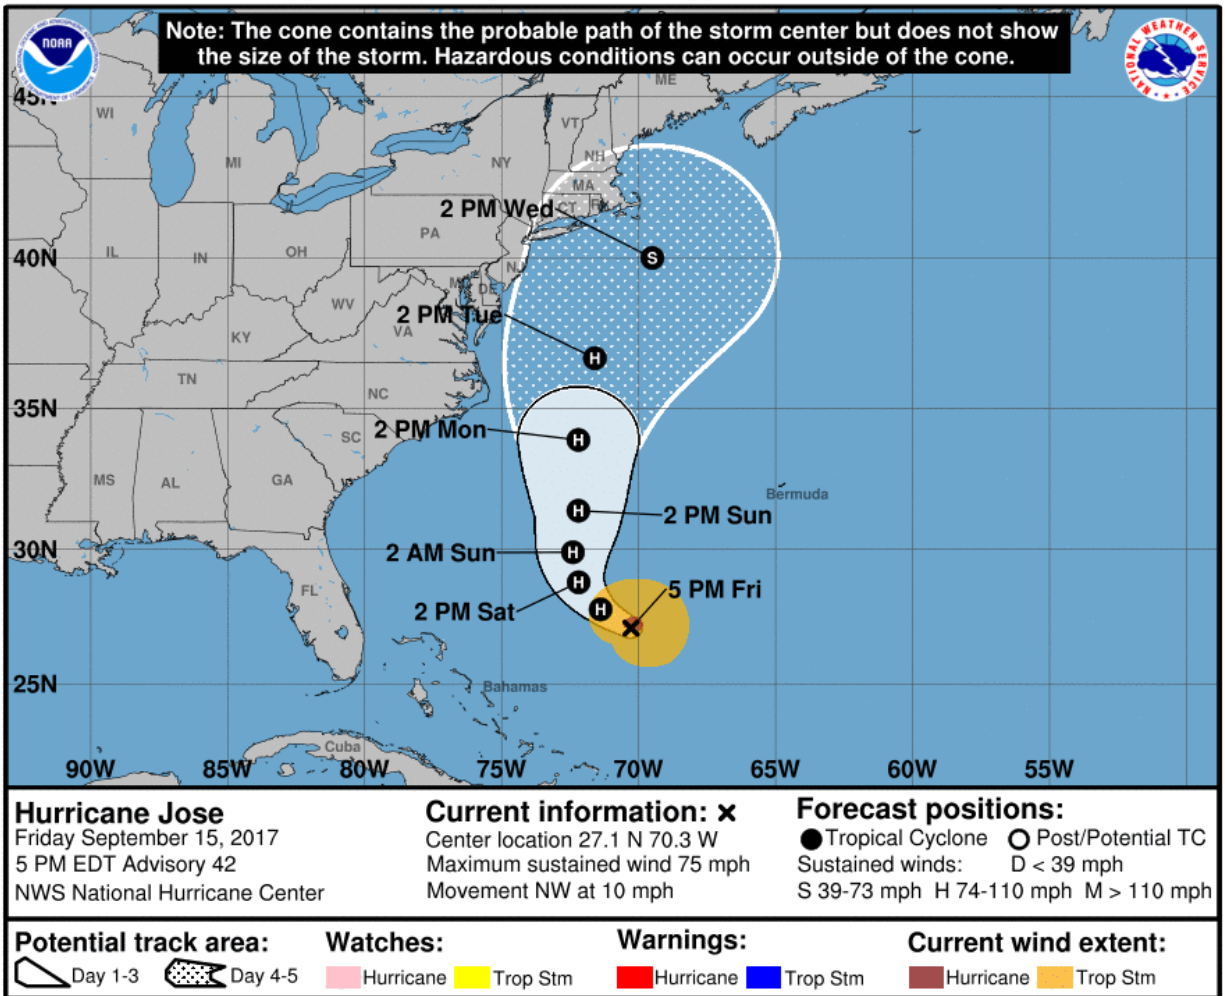 Note: The cone contains the probable path of the storm center but does not show
the size of the storm. Hazardous conditions can occur outside of the cone.
NOAA
NATIONAL WEATHER SERVICE
45N
WI
MI
NY
VT
NH
ME
MA
CT
2 PM Wed
40N
IL
IN
OH
PA
NJ
DE
WV
VA
KY
2 PM Tue
TN
NC
35N
SC
2 PM Mon
MS
AL
GA
Bermuda
2 PM Sun
30N
2 AM Sun
FL
2 PM Sat
5 PM Fri
25N
Bahamas
Cuba
90W 85W 80W 75W 70W 65W 60W 55W
H
H
H
H
H
H
S
Hurricane Jose
Friday September 15, 2017
5 PM EDT Advisory 42
NWS National Hurricane Center
Current information: ×
Center location 27.1 N 70.3 W
Maximum sustained wind 75 mph
Movement NW at 10 mph
Forecast positions:
Tropical Cyclone Post/Potential TC
Sustained winds: D < 39 mph
S 39-73 mph H 74-110 mph M > 110 mph
Potential track area:
Day 1-3 Day 4-5
Watches:
Hurricane Trop Stm
Warnings:
Hurricane Trop Stm
Current wind extent:
Hurricane Trop Stm